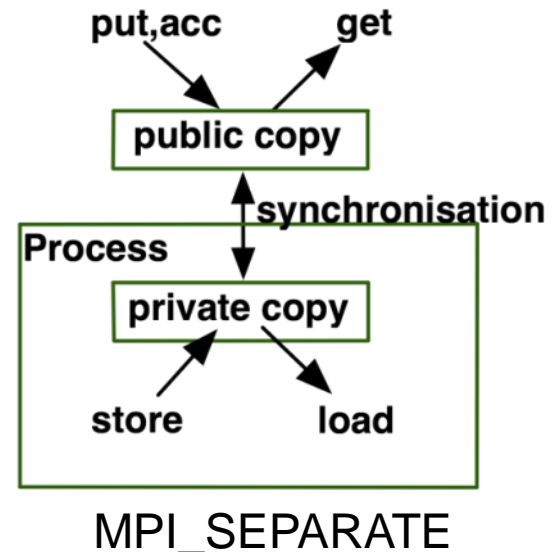 put,acc get
public copy
synchronisation
Process
private copy
store load
MPI_SEPARATE